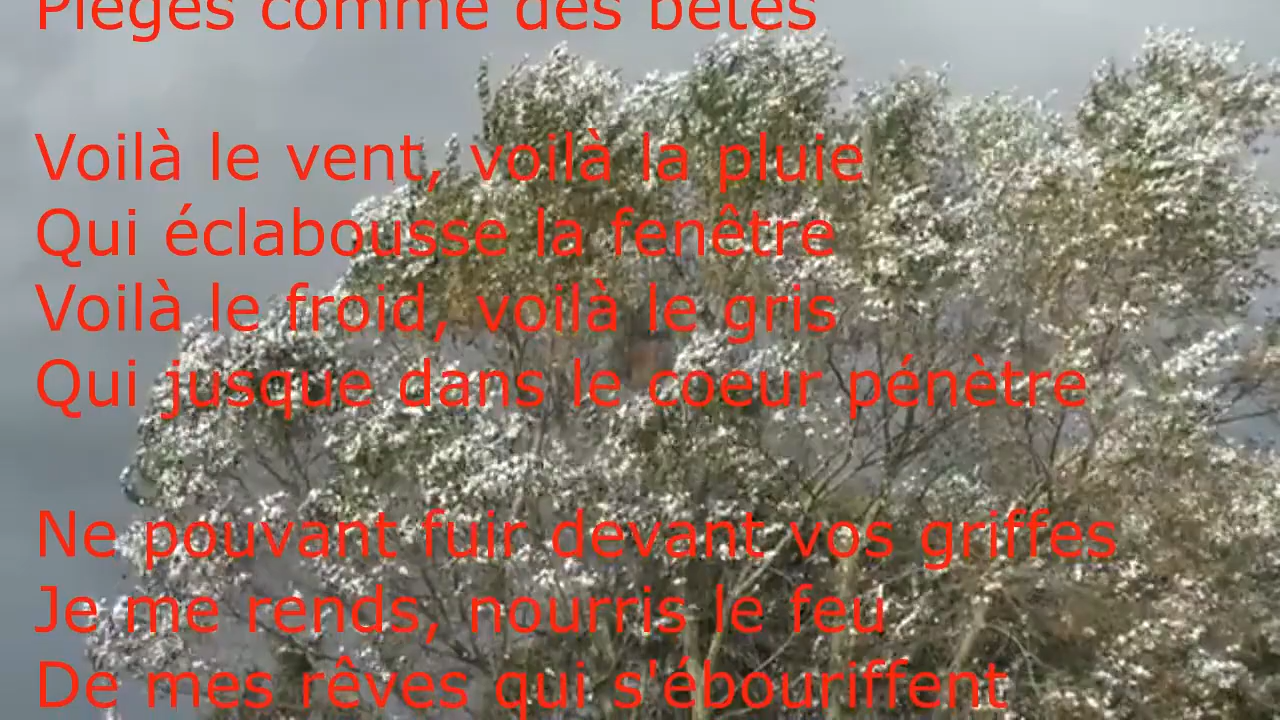 Piégés comme des bêtes
Voilà le vent, voilà la pluie
Qui éclabousse la fenêtre
Voilà le froid, voilà le gris
Qui jusque dans le coeur pénètre
Ne pouvant fuir devant vos griffes
Je me rends, nourris le feu
De mes rêves qui s'ébouriffent